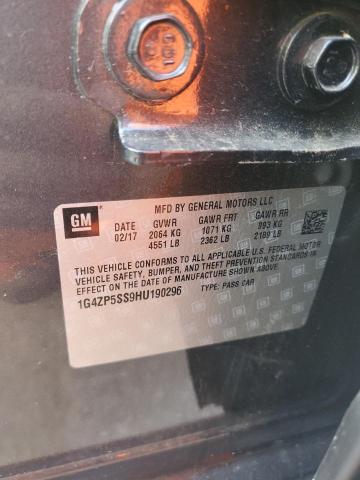 10.9
GM
MFD BY GENERAL MOTORS LLC
DATE GVWR GAWR FRT GAWR RR
02/17 2064 KG 1071 KG 993 KG
4551 LB 2362 LB 2189 LB
THIS VEHICLE CONFORMS TO ALL APPLICABLE U.S. FEDERAL MOTOR
VEHICLE SAFETY, BUMPER, AND THEFT PREVENTION STANDARDS IN
EFFECT ON THE DATE OF MANUFACTURE SHOWN ABOVE.
1G4ZP5SS9HU190296 TYPE: PASS CAR